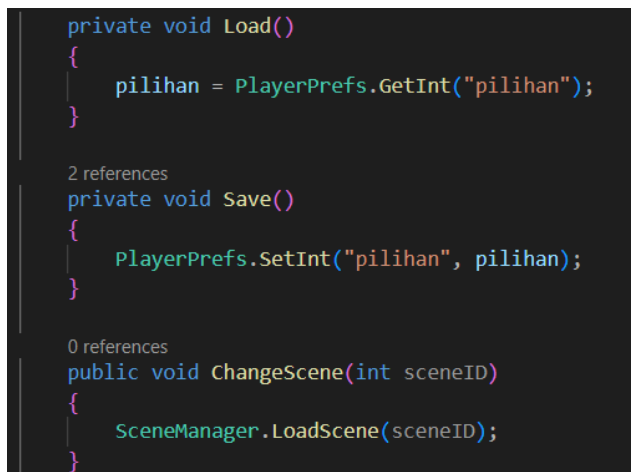 private void Load()
{
pilihan = PlayerPrefs.GetInt("pilihan");
}
2 references
private void Save()
{
PlayerPrefs.SetInt("pilihan", pilihan);
}
0 references
public void ChangeScene(int sceneID)
{
SceneManager.LoadScene(sceneID);
}